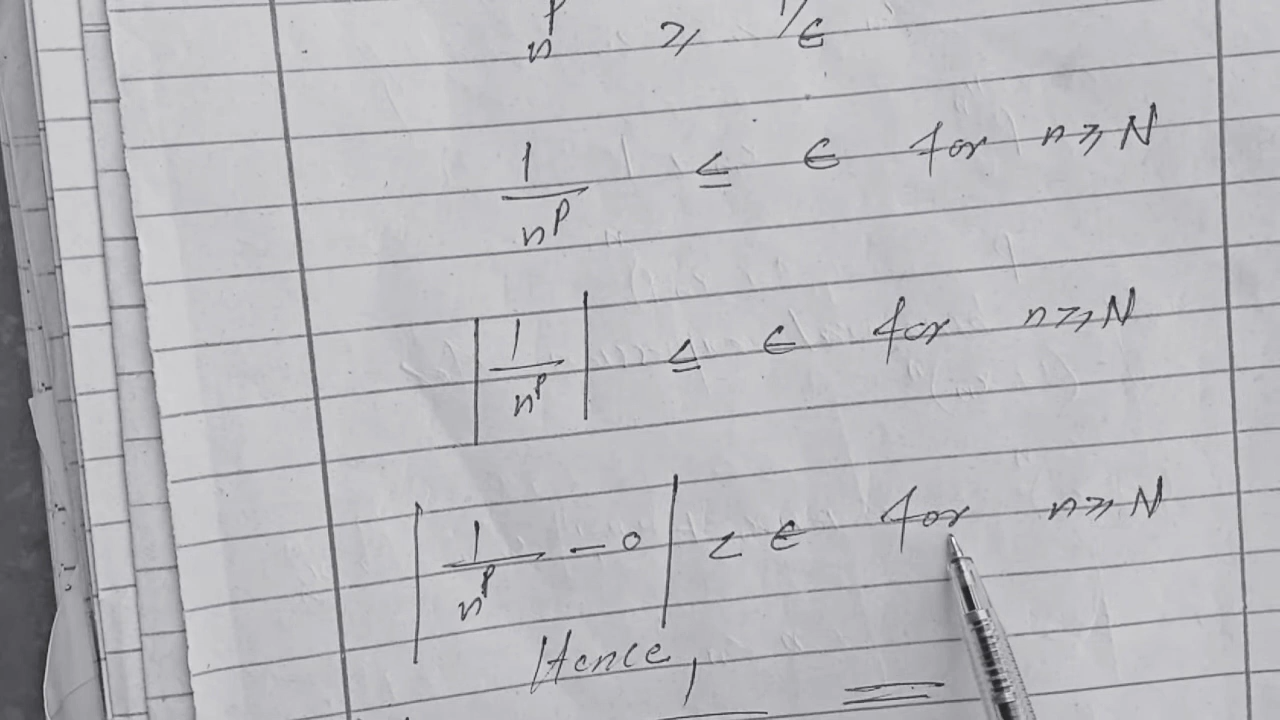 n^p ≥ 1/ϵ
1/n^p ≤ ϵ for n ≥ N
|1/n^p| ≤ ϵ for n ≥ N
|1/n^p - 0| < ϵ for n ≥ N
Hence,